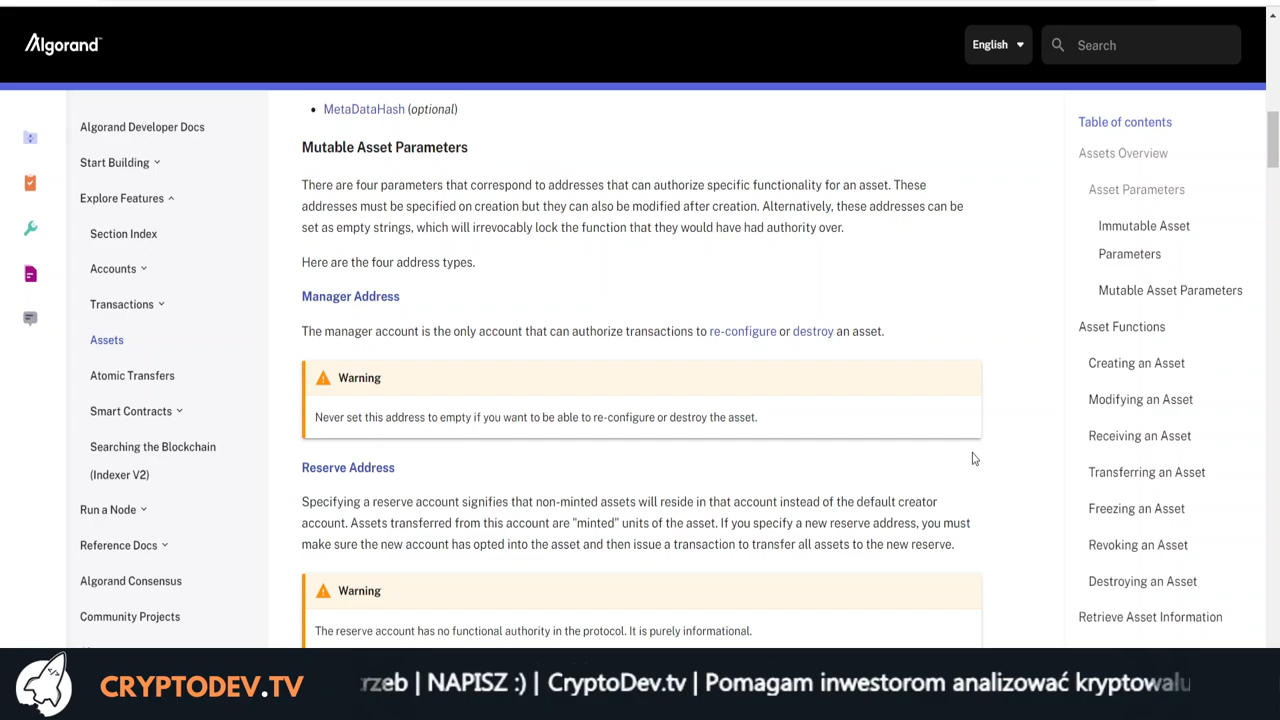 Algorand
English
Search
MetaDataHash (optional)
Mutable Asset Parameters
There are four parameters that correspond to addresses that can authorize specific functionality for an asset. These
addresses must be specified on creation but they can also be modified after creation. Alternatively, these addresses can be
set as empty strings, which will irrevocably lock the function that they would have had authority over.
Here are the four address types.
Manager Address
The manager account is the only account that can authorize transactions to re-configure or destroy an asset.
Warning
Never set this address to empty if you want to be able to re-configure or destroy the asset.
Reserve Address
Specifying a reserve account signifies that non-minted assets will reside in that account instead of the default creator
account. Assets transferred from this account are "minted" units of the asset. If you specify a new reserve address, you must
make sure the new account has opted into the asset and then issue a transaction to transfer all assets to the new reserve.
Warning
The reserve account has no functional authority in the protocol. It is purely informational.
Algorand Developer Docs
Start Building
Explore Features
Section Index
Accounts
Transactions
Assets
Atomic Transfers
Smart Contracts
Searching the Blockchain
(Indexer V2)
Run a Node
Reference Docs
Algorand Consensus
Community Projects
Table of contents
Assets Overview
Asset Parameters
Immutable Asset
Parameters
Mutable Asset Parameters
Asset Functions
Creating an Asset
Modifying an Asset
Receiving an Asset
Transferring an Asset
Freezing an Asset
Revoking an Asset
Destroying an Asset
Retrieve Asset Information
CRYPTODEV.TV
rzeb | NAPISZ :) | CryptoDev.tv | Pomagam inwestorom analizować kryptowalu